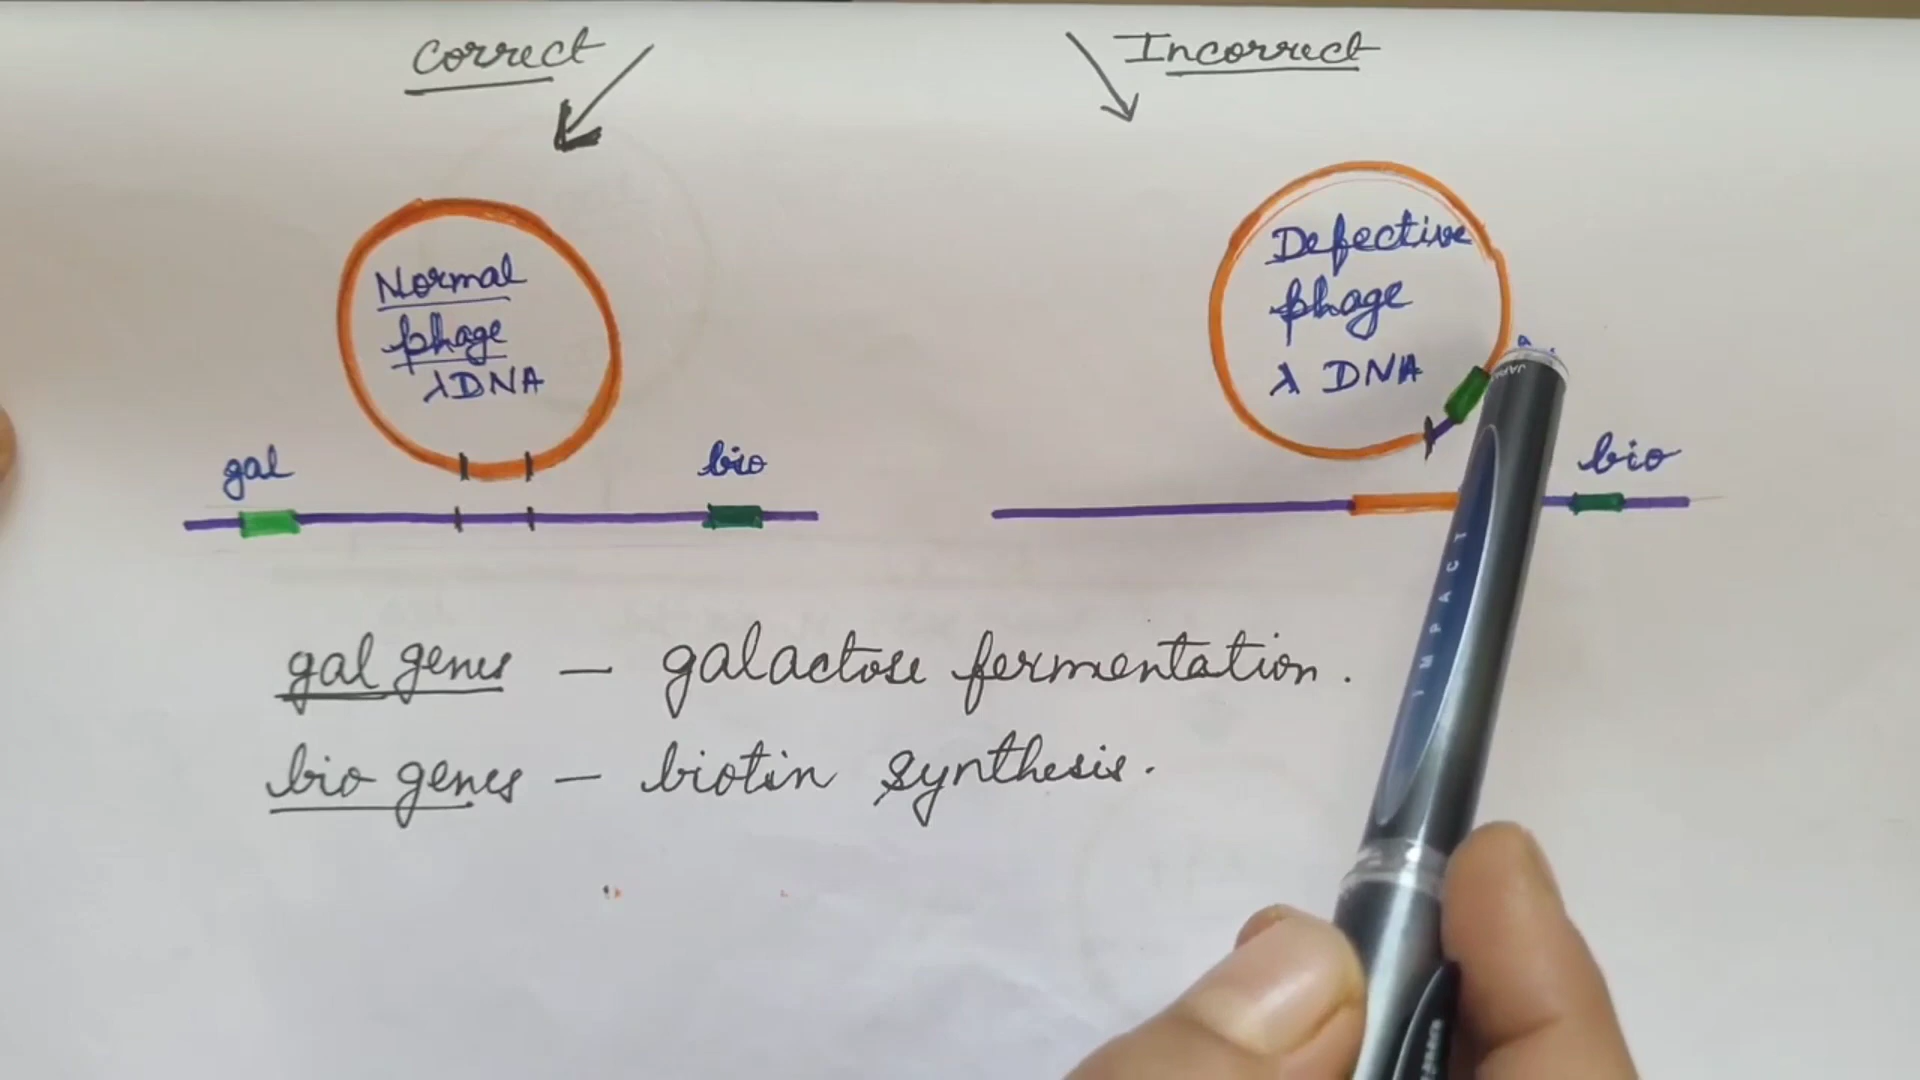 Correct
Incorrect
Normal
phage
λDNA
Defective
phage
λ DNA
gal
bio
bio
gal genes — galactose fermentation.
bio genes — biotin synthesis.
IMPACT